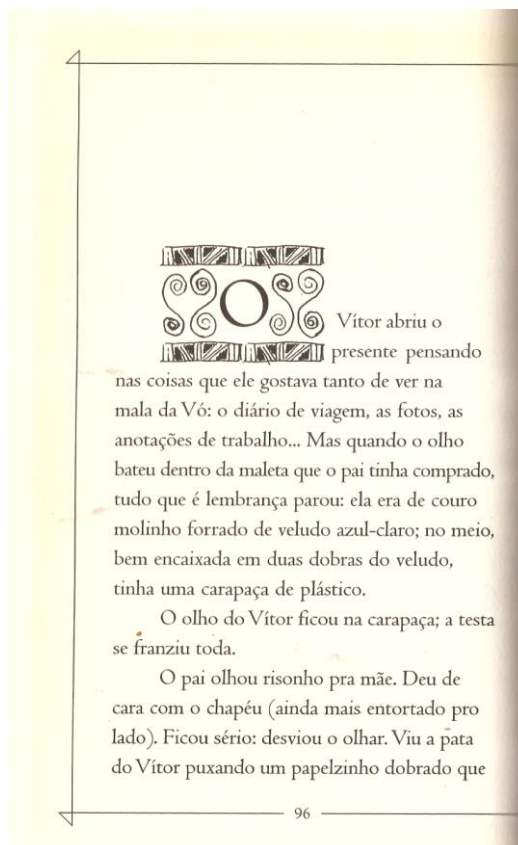 O Vítor abriu o
presente pensando
nas coisas que ele gostava tanto de ver na
mala da Vó: o diário de viagem, as fotos, as
anotações de trabalho... Mas quando o olho
bateu dentro da maleta que o pai tinha comprado,
tudo que é lembrança parou: ela era de couro
molinho forrado de veludo azul-claro; no meio,
bem encaixada em duas dobras do veludo,
tinha uma carapaça de plástico.
O olho do Vítor ficou na carapaça; a testa
se franziu toda.
O pai olhou risonho pra mãe. Deu de
cara com o chapéu (ainda mais entortado pro
lado). Ficou sério: desviou o olhar. Viu a pata
do Vítor puxando um papelzinho dobrado que
96